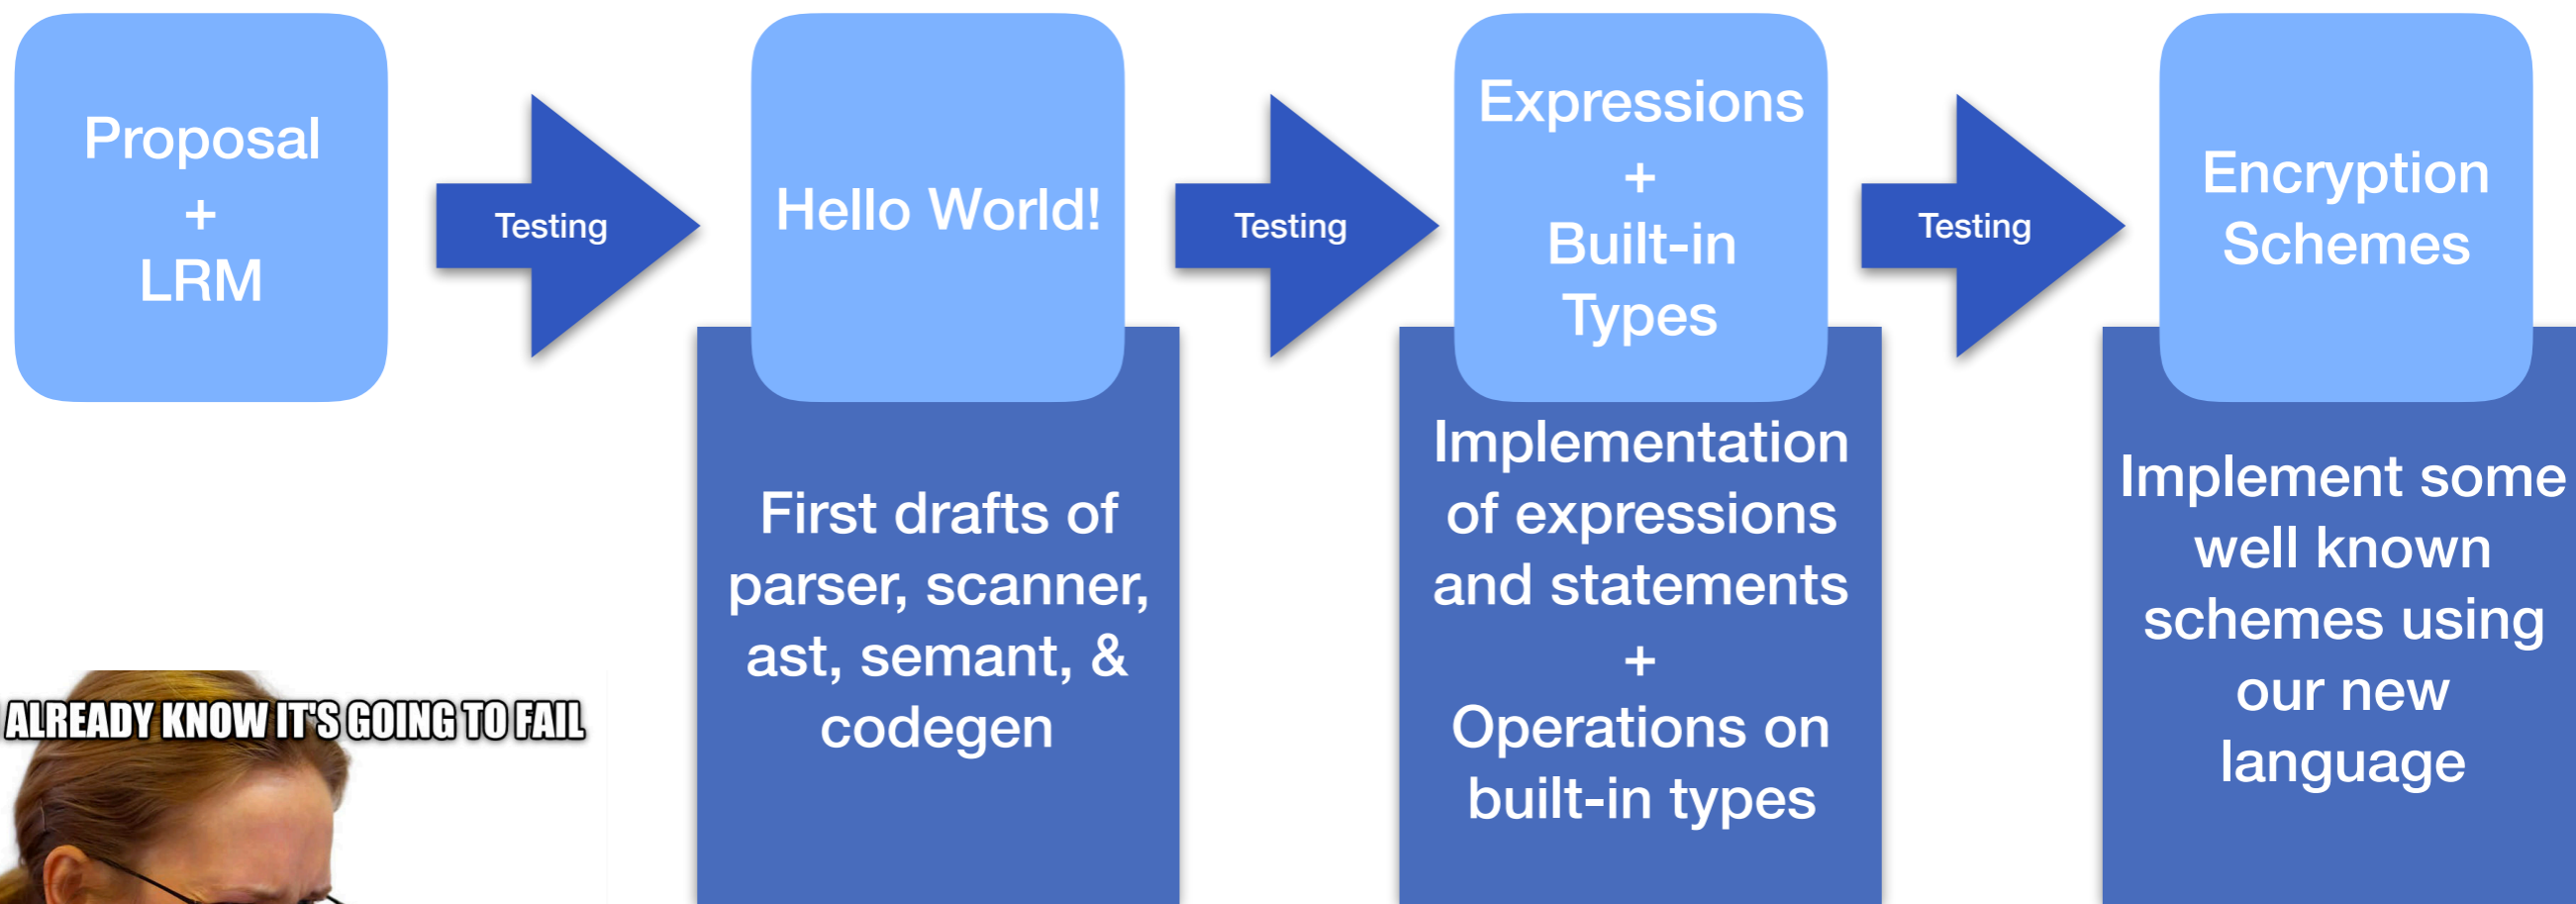 Proposal
+
LRM
Testing
Hello World!
Testing
Expressions
+
Built-in
Types
Testing
Encryption
Schemes
First drafts of
parser, scanner,
ast, semant, &
codegen
Implementation
of expressions
and statements
+
Operations on
built-in types
Implement some
well known
schemes using
our new
language
ALREADY KNOW IT'S GOING TO FAIL